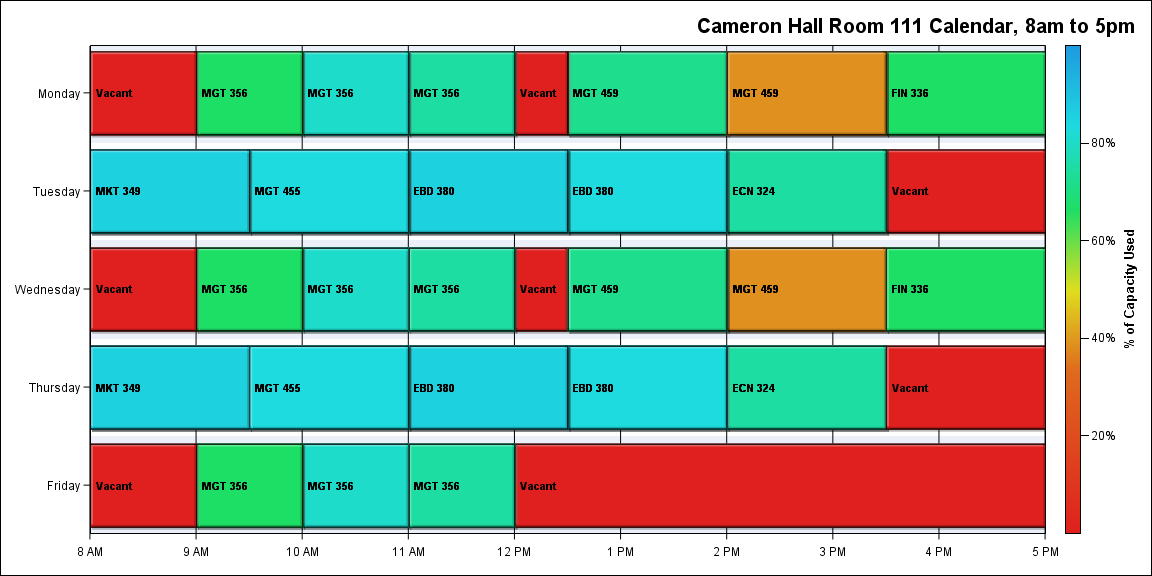 Cameron Hall Room 111 Calendar, 8am to 5pm
Monday
Vacant
MGT 356
MGT 356
MGT 356
Vacant
MGT 459
MGT 459
FIN 336
Tuesday
MKT 349
MGT 455
EBD 380
EBD 380
ECN 324
Vacant
Wednesday
Vacant
MGT 356
MGT 356
MGT 356
Vacant
MGT 459
MGT 459
FIN 336
Thursday
MKT 349
MGT 455
EBD 380
EBD 380
ECN 324
Vacant
Friday
Vacant
MGT 356
MGT 356
MGT 356
Vacant
8 AM
9 AM
10 AM
11 AM
12 PM
1 PM
2 PM
3 PM
4 PM
5 PM
80%
60%
40%
20%
% of Capacity Used